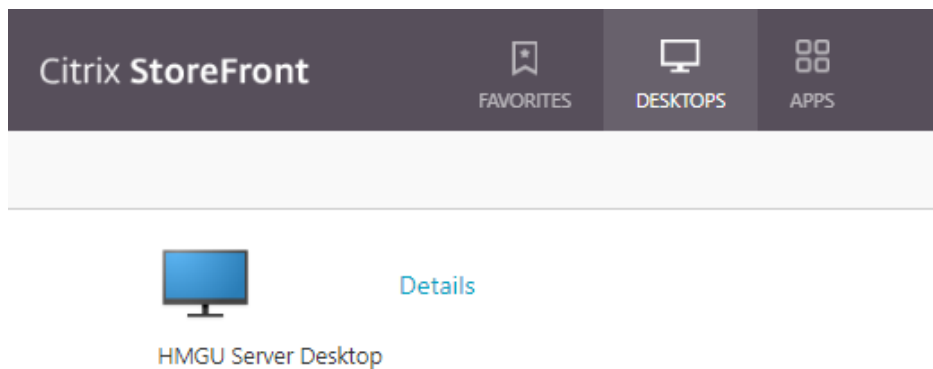 Citrix StoreFront
FAVORITES
DESKTOPS
APPS
Details
HMGU Server Desktop